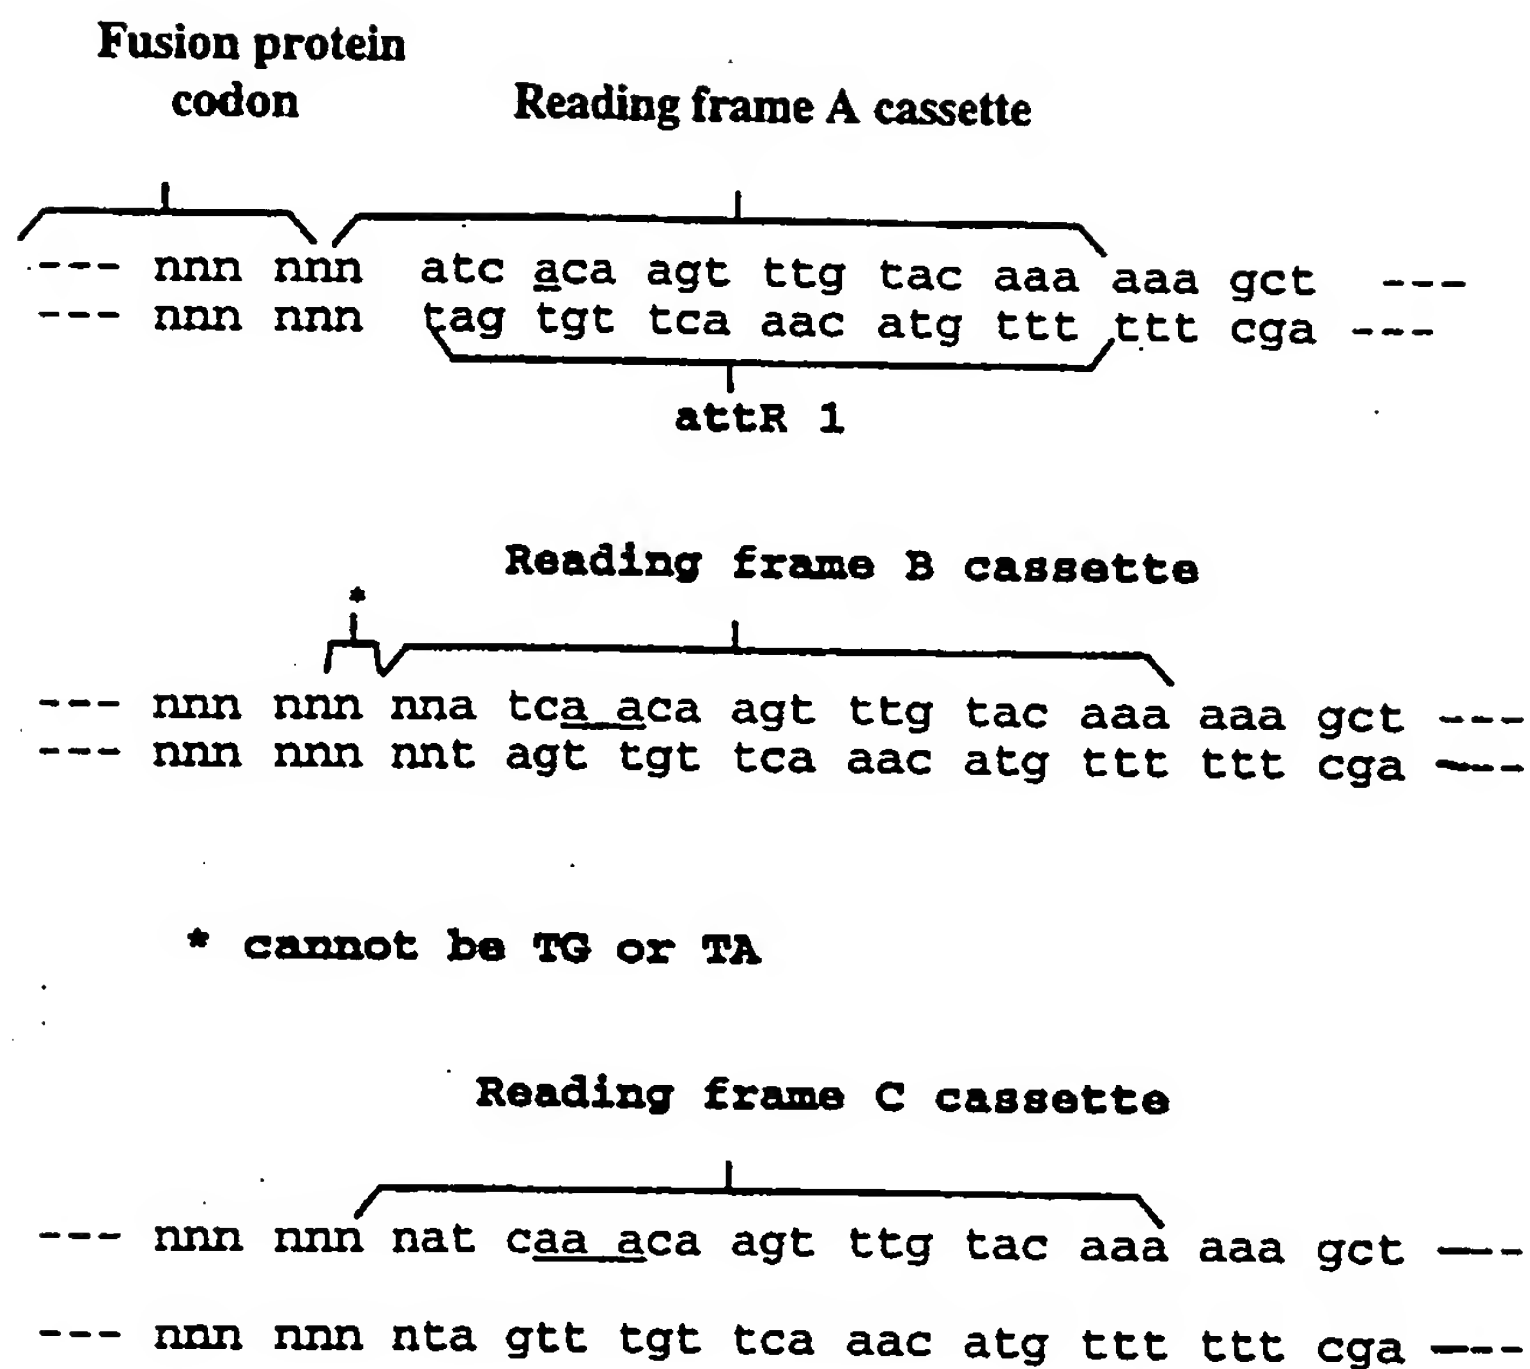 Fusion protein
codon
Reading frame A cassette
--- nnn nnn atc aca agt ttg tac aaa aaa gct ---
--- nnn nnn tag tgt tca aac atg ttt ttt cga ---
attR 1
Reading frame B cassette
*
--- nnn nnn nna tca aca agt ttg tac aaa aaa gct ---
--- nnn nnn nnt agt tgt tca aac atg ttt ttt cga ---
* cannot be TG or TA
Reading frame C cassette
--- nnn nnn nat caa aca agt ttg tac aaa aaa gct ---
--- nnn nnn nta gtt tgt tca aac atg ttt ttt cga ---